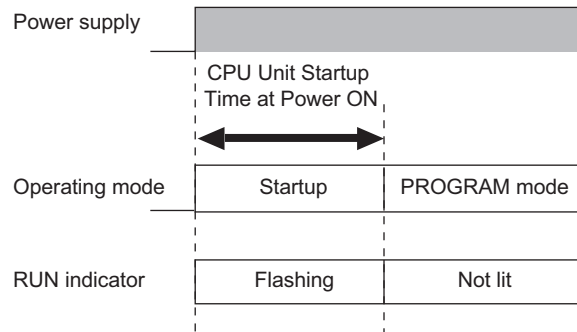 Power supply
CPU Unit Startup
Time at Power ON
Operating mode
Startup
PROGRAM mode
RUN indicator
Flashing
Not lit